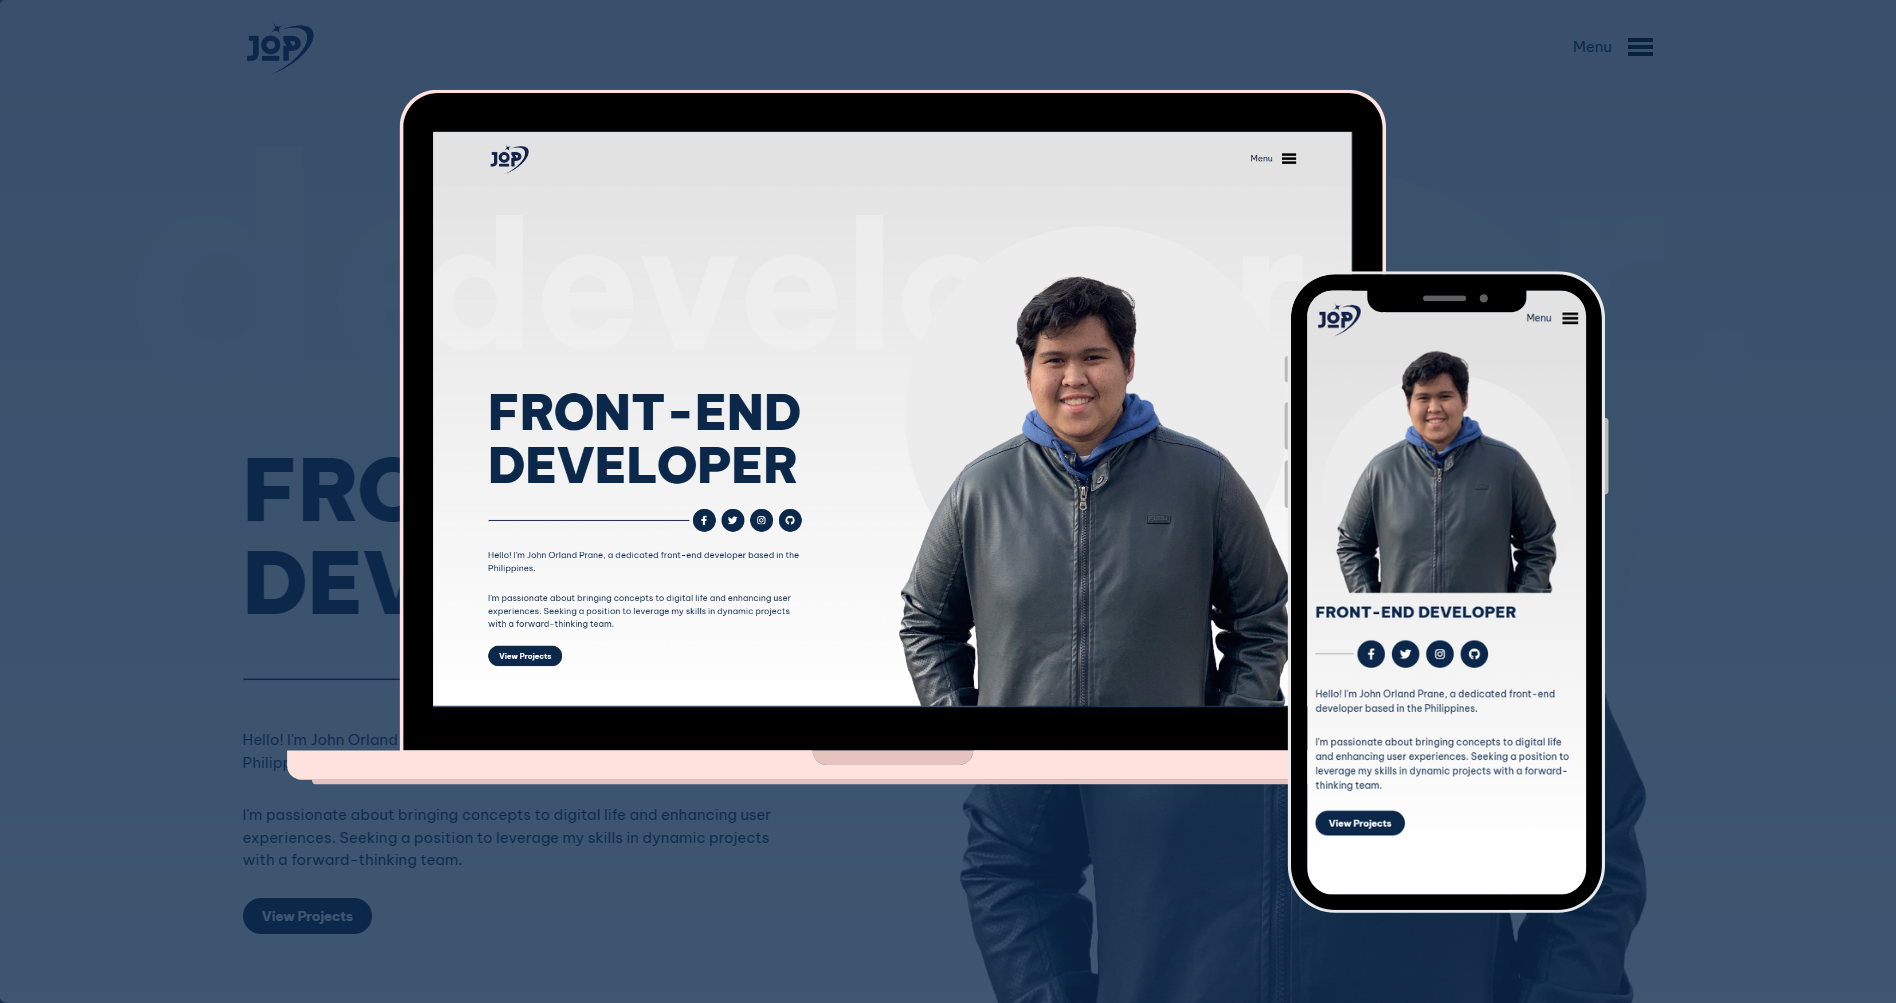 JOP
Menu
JOP
Menu
developer
FRONT-END
DEVELOPER
Hello! I'm John Orland Prane, a dedicated front-end developer based in the
Philippines.
I'm passionate about bringing concepts to digital life and enhancing user
experiences. Seeking a position to leverage my skills in dynamic projects
with a forward-thinking team.
View Projects
JOP
Menu
FRONT-END DEVELOPER
Hello! I'm John Orland Prane, a dedicated front-end
developer based in the Philippines.
I'm passionate about bringing concepts to digital life
and enhancing user experiences. Seeking a position to
leverage my skills in dynamic projects with a forward-
thinking team.
View Projects
FRO
DEV
Hello! I'm John Orland
Philipp
I'm passionate about bringing concepts to digital life and enhancing user
experiences. Seeking a position to leverage my skills in dynamic projects
with a forward-thinking team.
View Projects